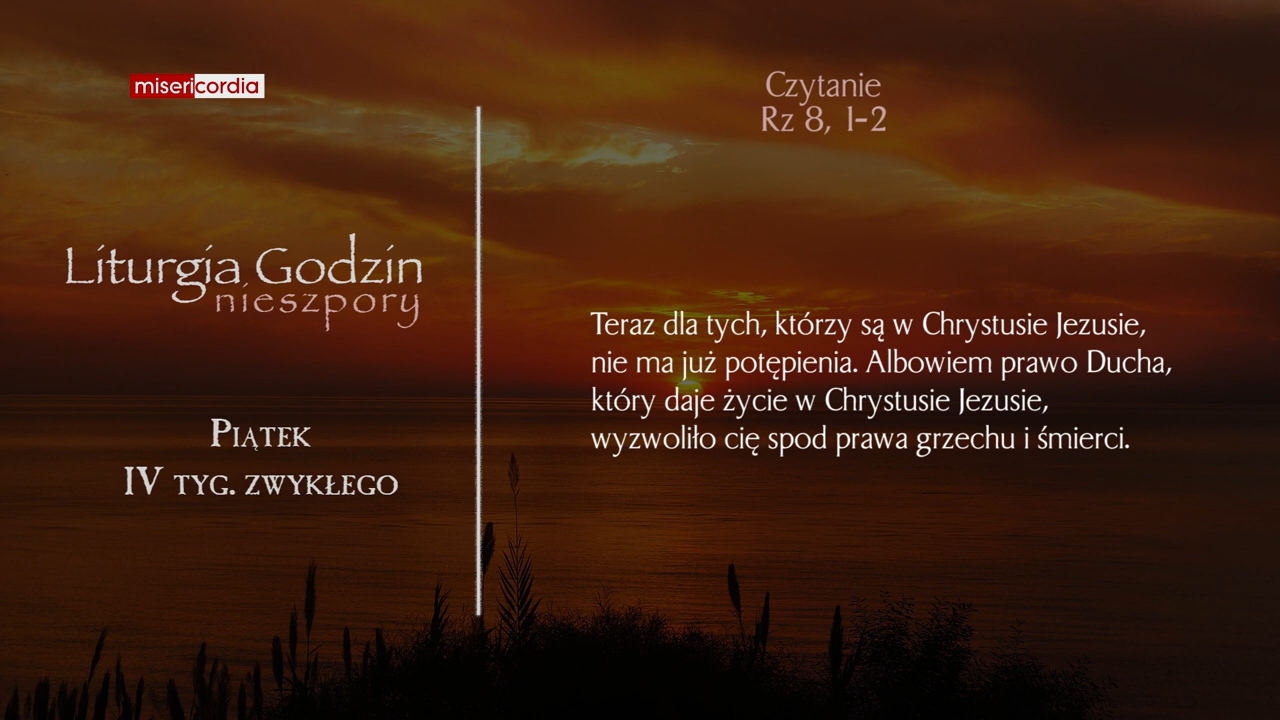 misericordia
Liturgia Godzin
nieszpory
Piątek
IV tyg. zwykłego
Czytanie
Rz 8, 1-2
Teraz dla tych, którzy są w Chrystusie Jezusie,
nie ma już potępienia. Albowiem prawo Ducha,
który daje życie w Chrystusie Jezusie,
wyzwoliło cię spod prawa grzechu i śmierci.